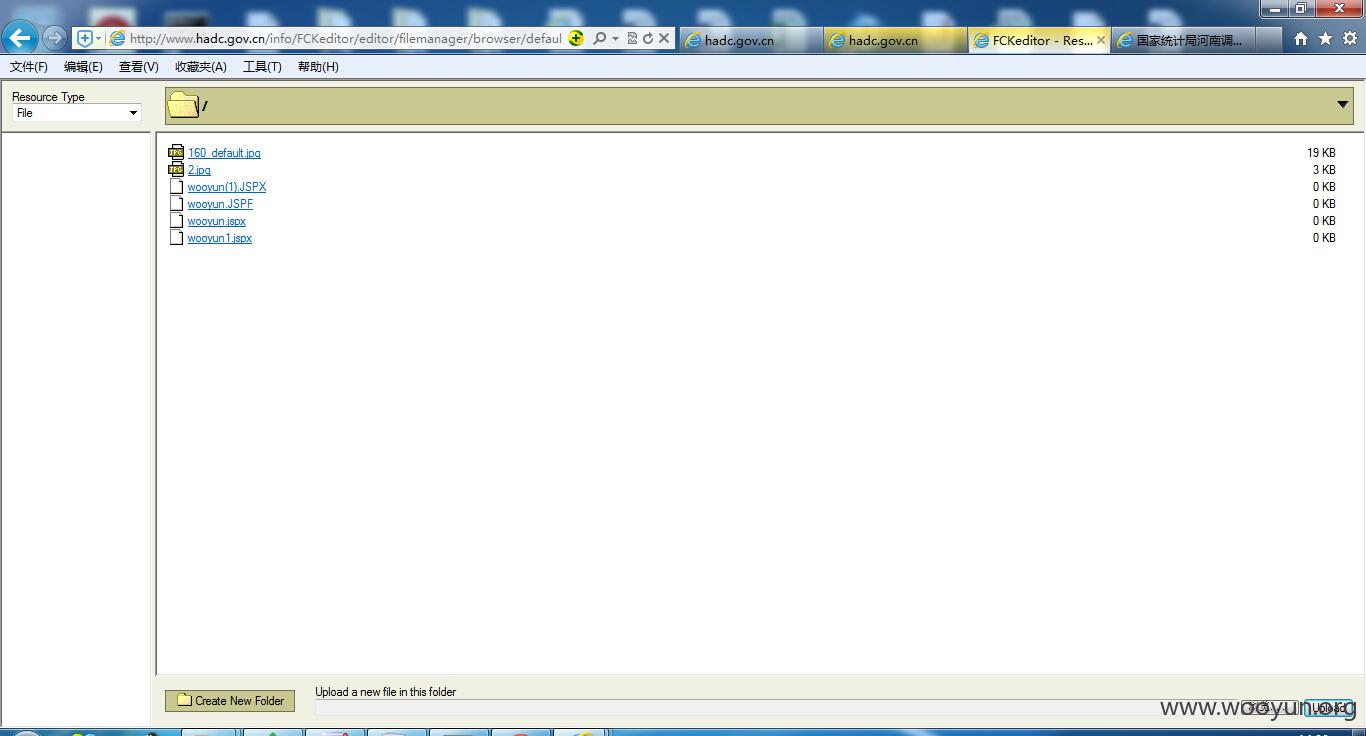 http://www.hadc.gov.cn/info/FCKeditor/editor/filemanager/browser/defaul
hadc.gov.cn
hadc.gov.cn
FCKeditor - Res...
国家统计局河南调...
文件(F) 编辑(E) 查看(V) 收藏夹(A) 工具(T) 帮助(H)
Resource Type
File
/
160_default.jpg 19 KB
2.jpg 3 KB
wooyun(1).JSPX 0 KB
wooyun.JSPF 0 KB
wooyun.jspx 0 KB
wooyun1.jspx 0 KB
Create New Folder
Upload a new file in this folder
Upload
www.wooyun.org